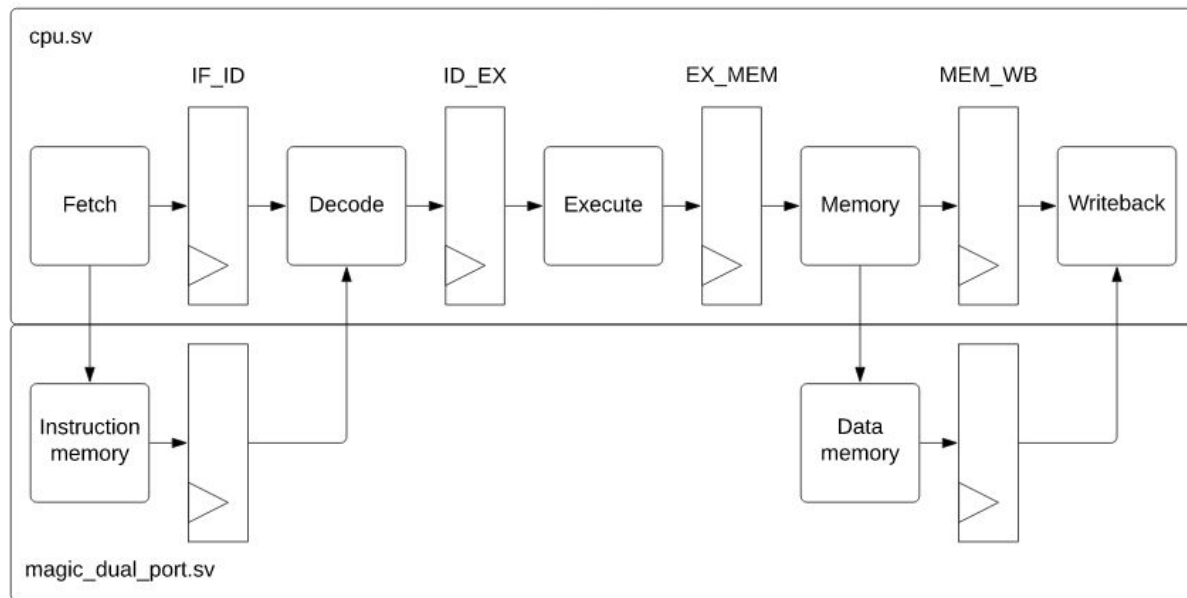 cpu.sv
IF_ID
ID_EX
EX_MEM
MEM_WB
Fetch
Decode
Execute
Memory
Writeback
Instruction
memory
Data
memory
magic_dual_port.sv